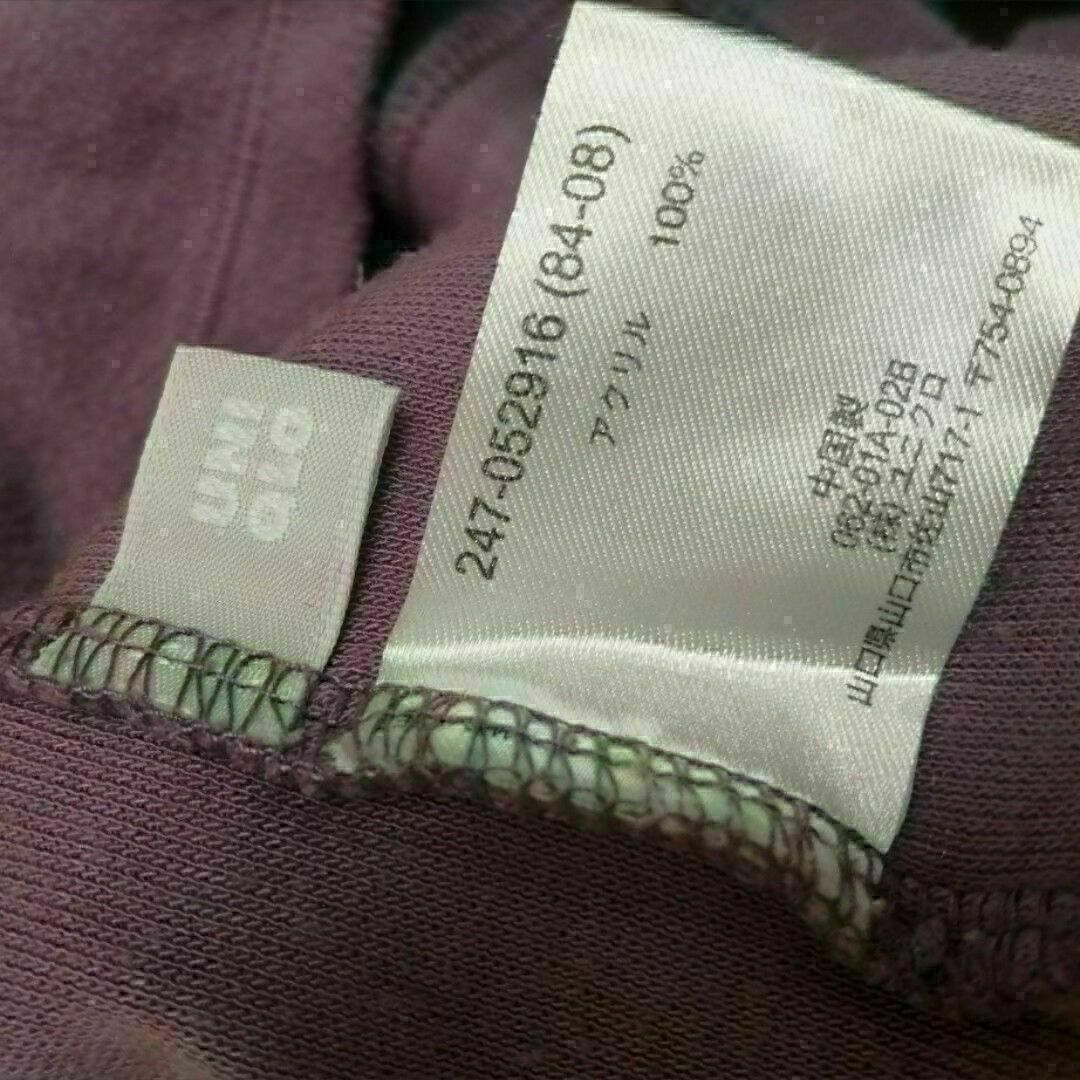 UNI
QLO
247-052916 (84-08)
アクリル 100%
中国製
062-01A-02B
(株)ユニクロ
山口県山口市佐山717-1 〒754-0894